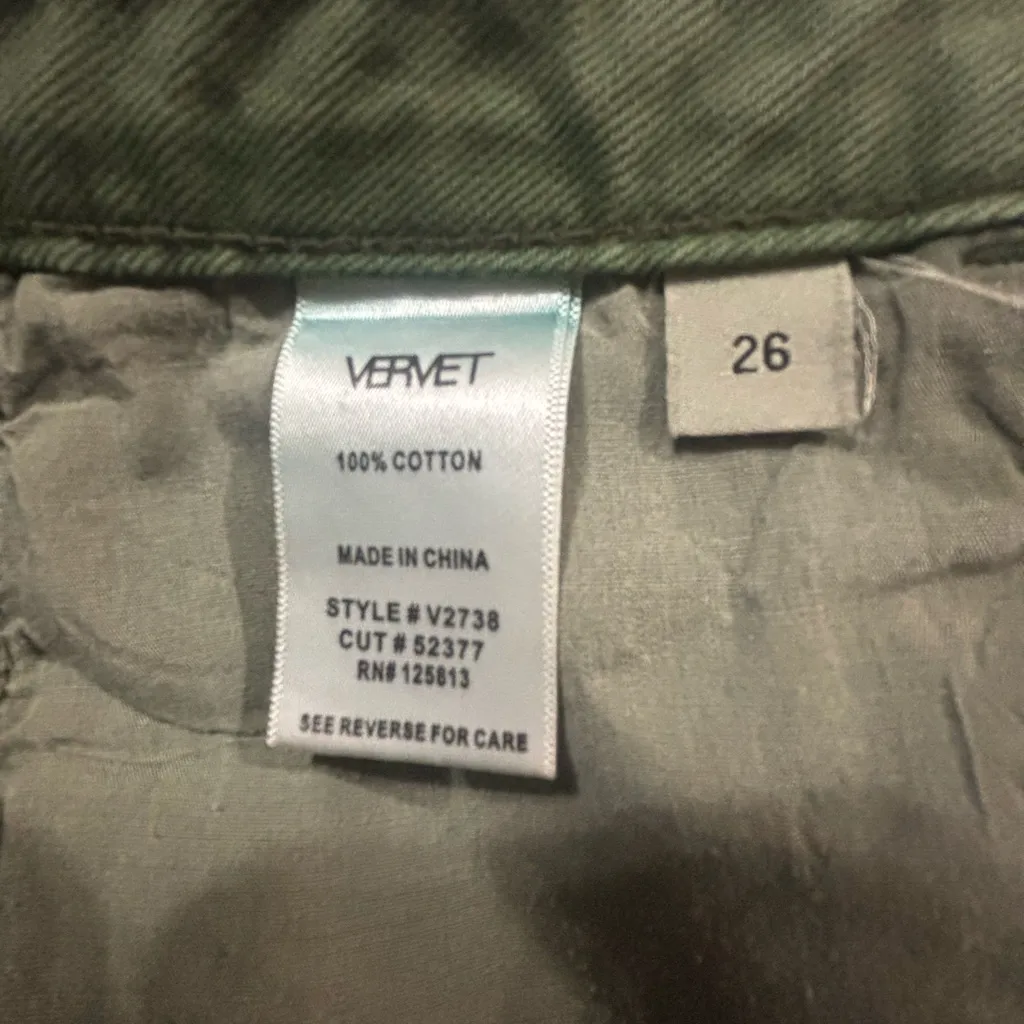 VERVET
26
100% COTTON
MADE IN CHINA
STYLE # V2738
CUT # 52377
RN# 125813
SEE REVERSE FOR CARE